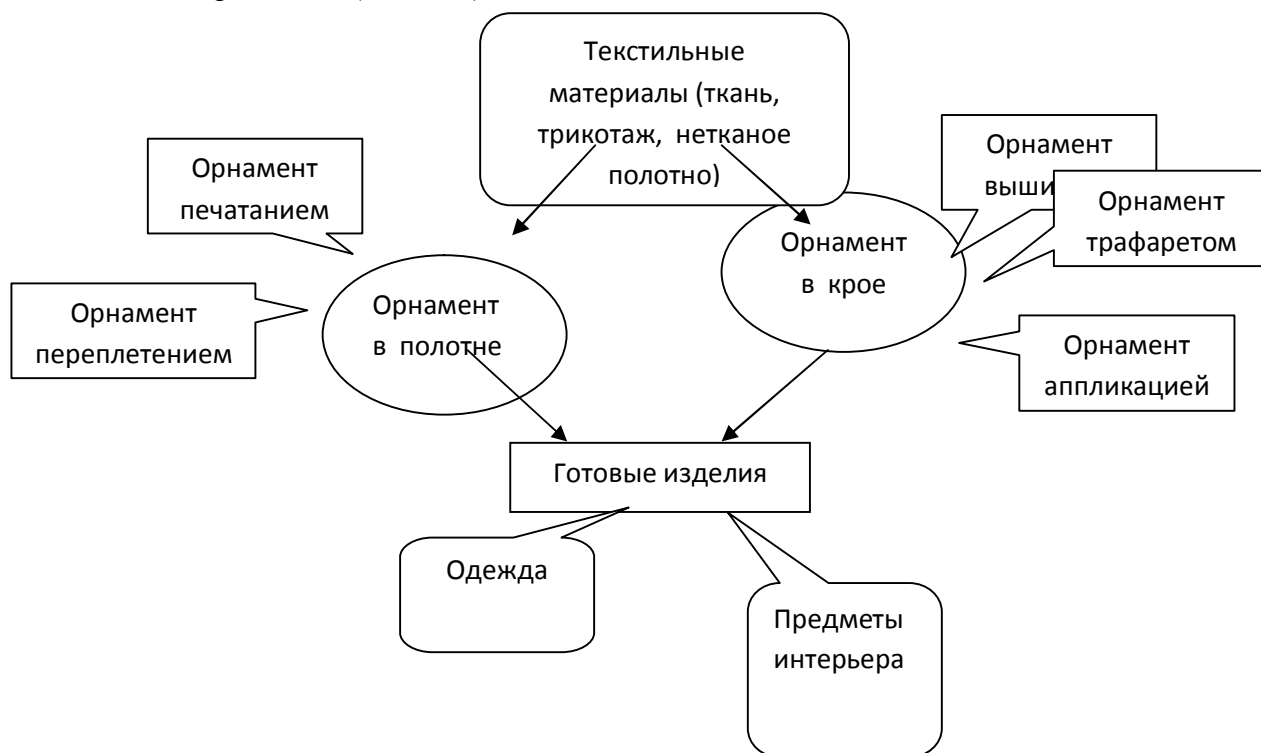 Текстильные
материалы (ткань,
трикотаж, нетканое
полотно)
Орнамент
печатанием
Орнамент
Орнамент
трафаретом
Орнамент
в крое
Орнамент
переплетением
Орнамент
в полотне
Орнамент
аппликацией
Готовые изделия
Одежда
Предметы
интерьера